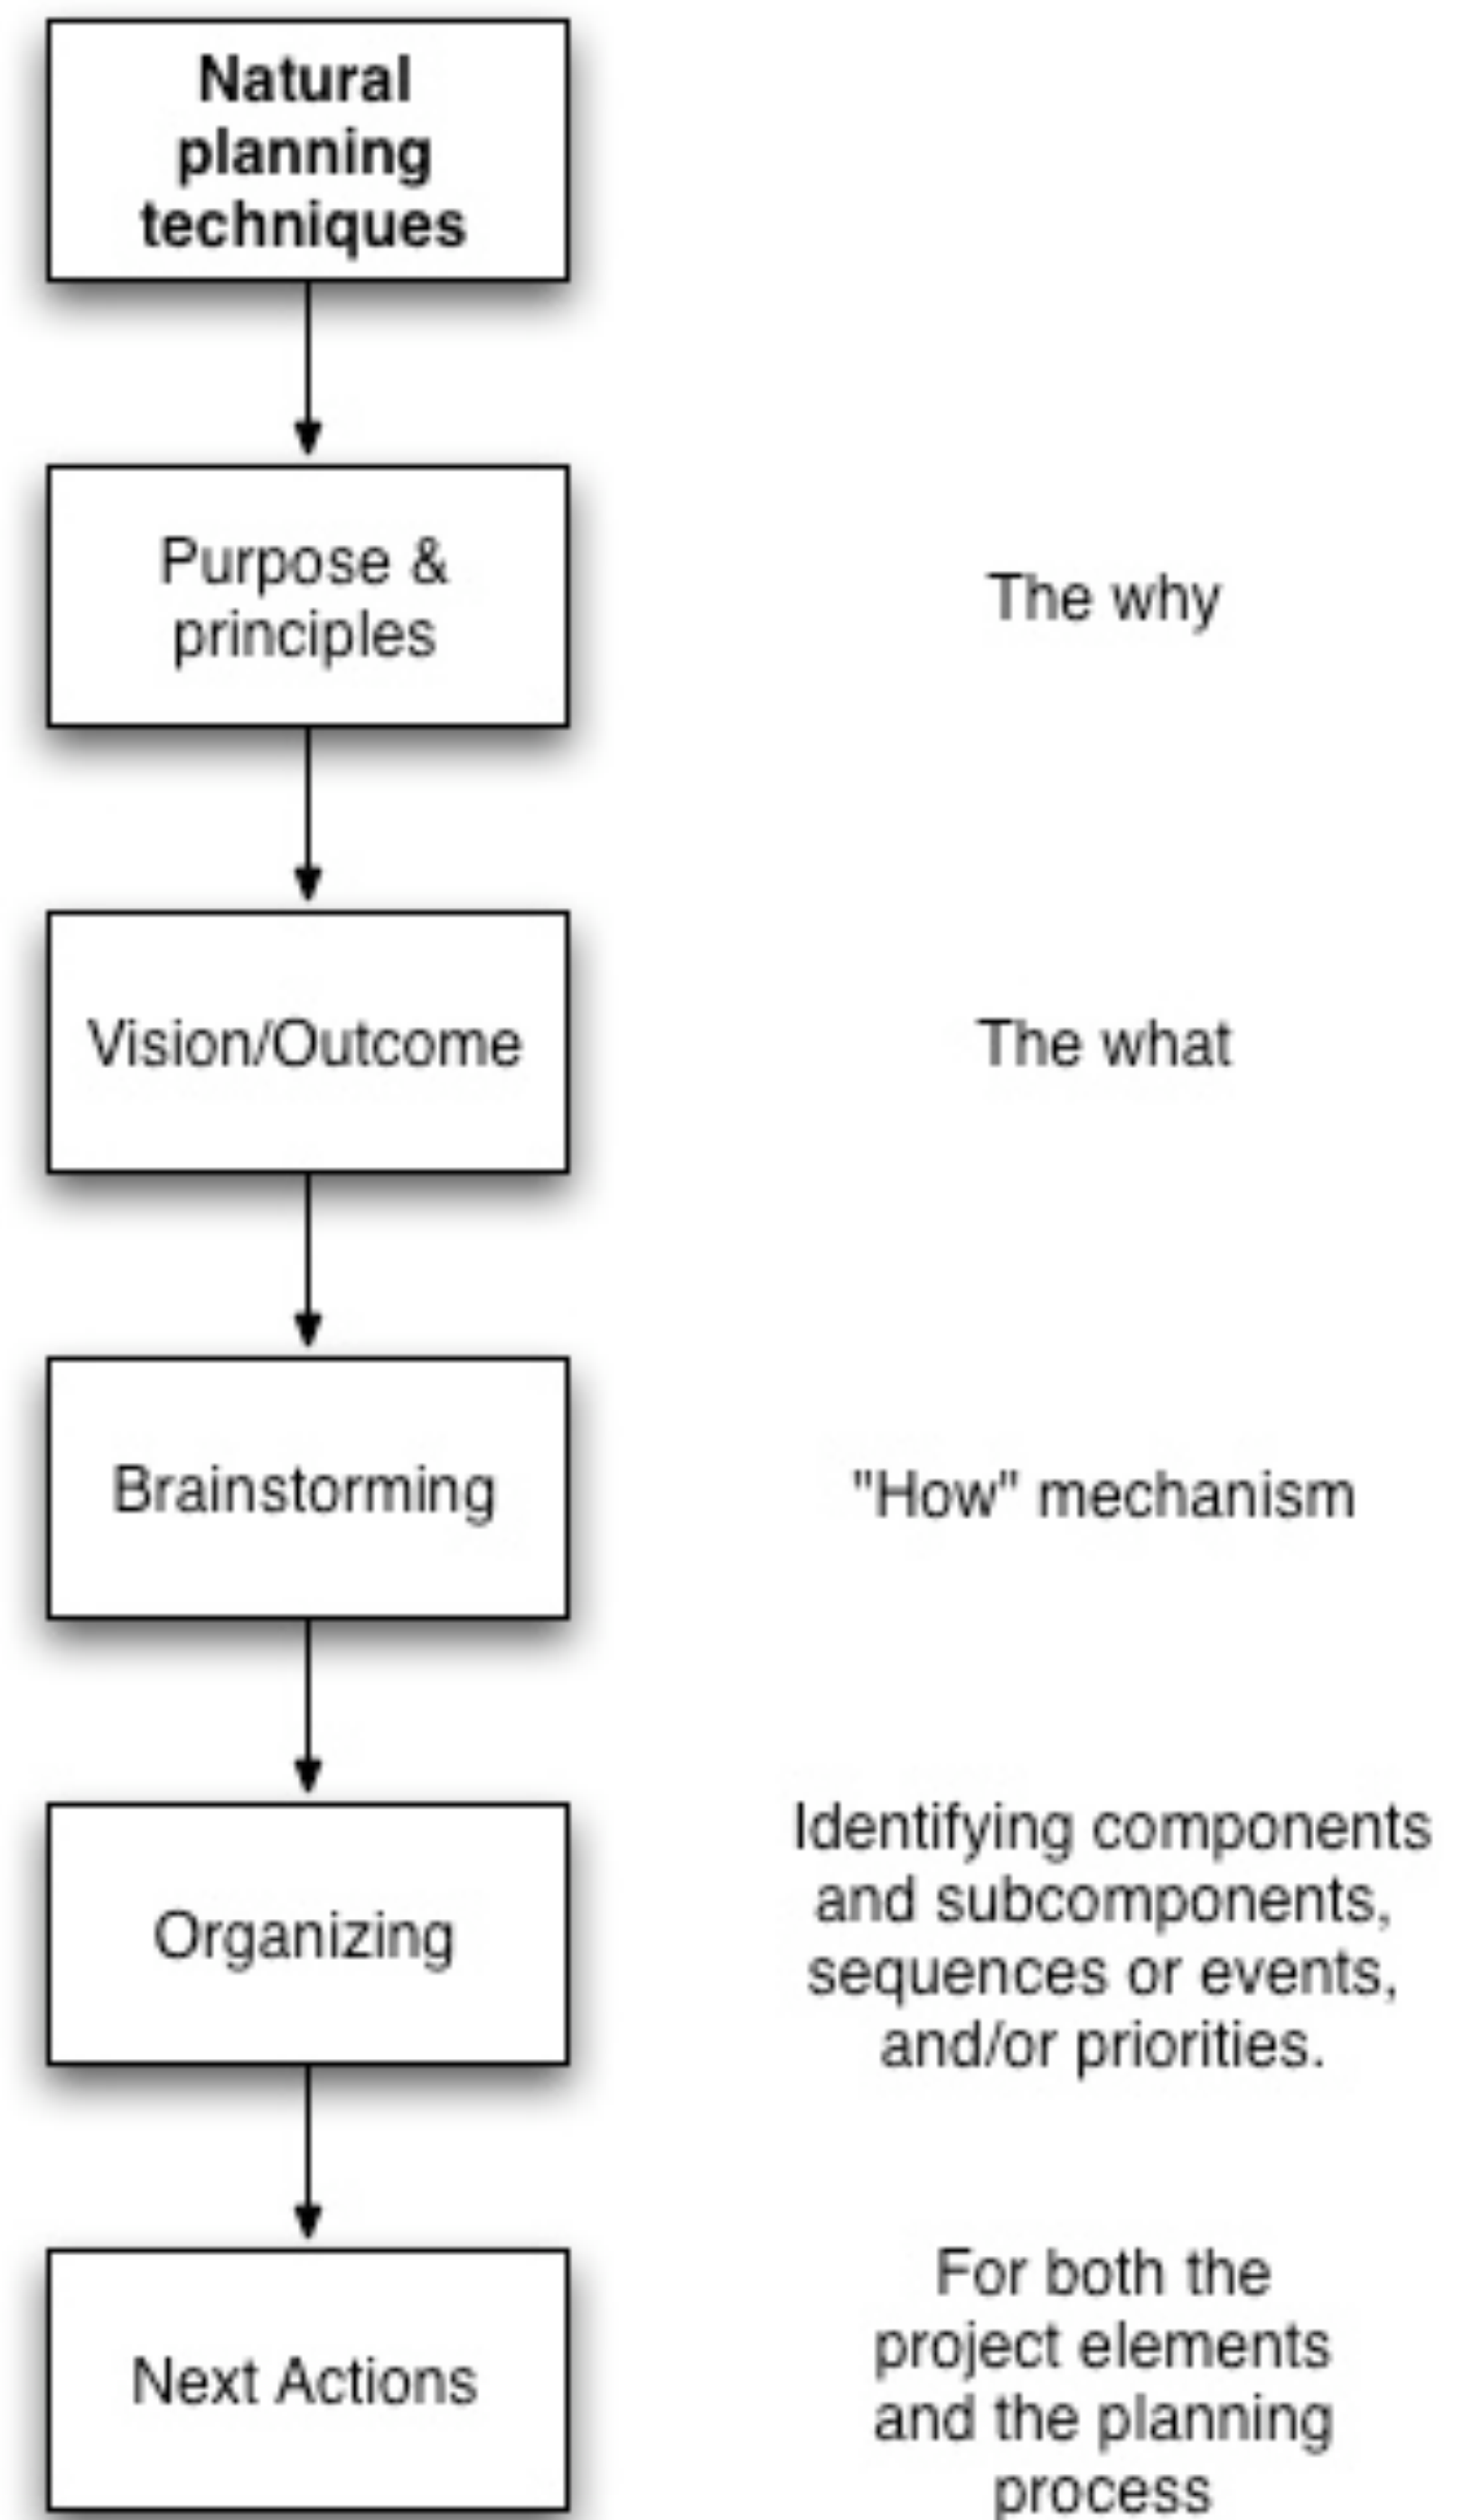 Natural
planning
techniques
Purpose &
principles
The why
Vision/Outcome
The what
Brainstorming
"How" mechanism
Organizing
Identifying components
and subcomponents,
sequences or events,
and/or priorities.
Next Actions
For both the
project elements
and the planning
process